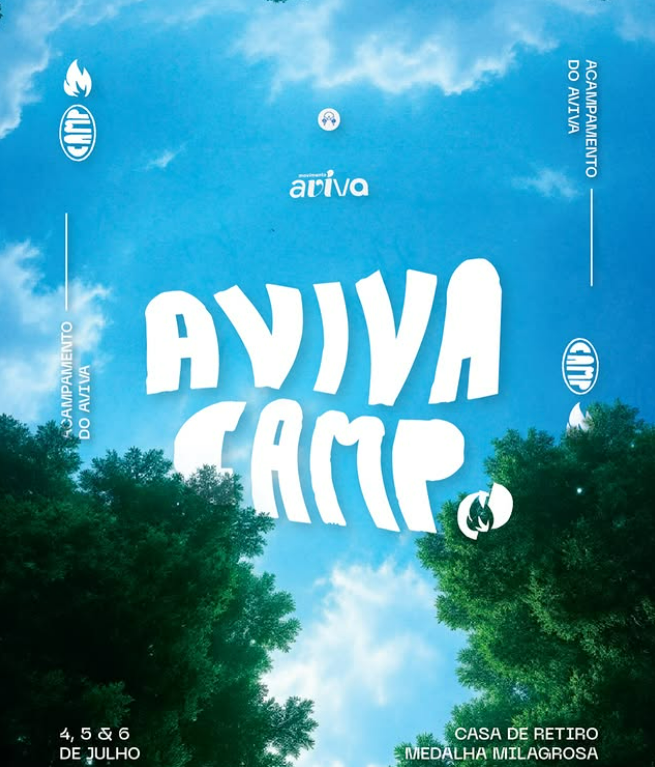 CAMP
ACAMPAMENTO
DO AVIVA
movimento
aviva
AVIVA
CAMP
ACAMPAMENTO
DO AVIVA
CAMP
4, 5 & 6
DE JULHO
CASA DE RETIRO
MEDALHA MILAGROSA